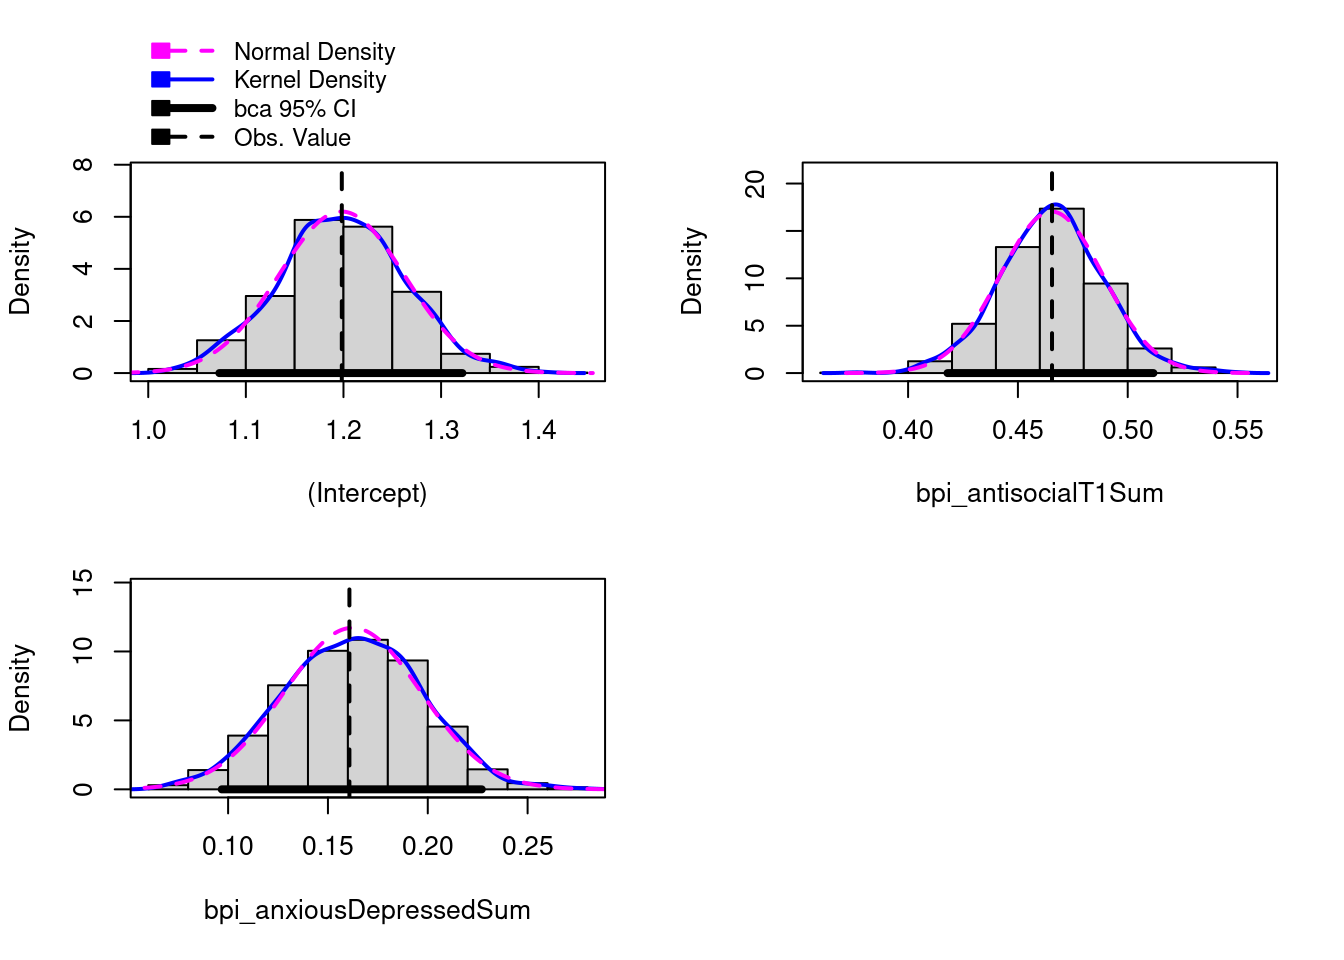 Normal Density
Kernel Density
bca 95% CI
Obs. Value
Density
8
6
4
2
0
1.0 1.1 1.2 1.3 1.4
(Intercept)
Density
20
10
5
0
0.40 0.45 0.50 0.55
bpi_antisocialT1Sum
Density
15
10
5
0
0.10 0.15 0.20 0.25
bpi_anxiousDepressedSum